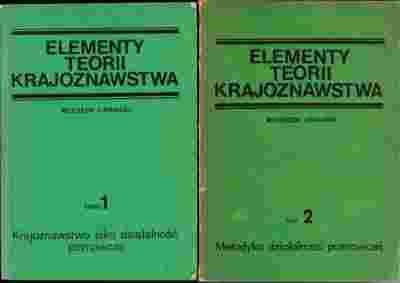 ELEMENTY
TEORII
KRAJOZNAWSTWA
1
Krajoznawstwo jako działalność
poznawcza
ELEMENTY
TEORII
KRAJOZNAWSTWA
2
Metodyka działalności poznawczej